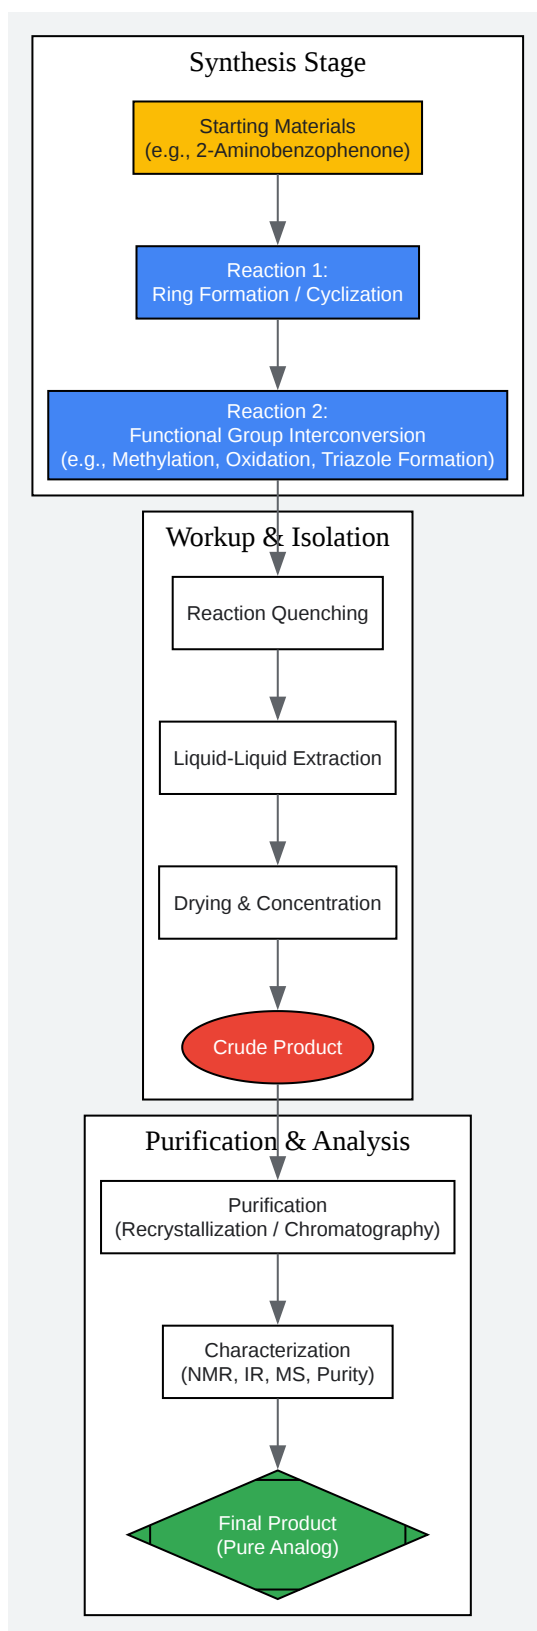 Synthesis Stage
Starting Materials
(e.g., 2-Aminobenzophenone)
Reaction 1:
Ring Formation / Cyclization
Reaction 2:
Functional Group Interconversion
(e.g., Methylation, Oxidation, Triazole Formation)
Workup & Isolation
Reaction Quenching
Liquid-Liquid Extraction
Drying & Concentration
Crude Product
Purification & Analysis
Purification
(Recrystallization / Chromatography)
Characterization
(NMR, IR, MS, Purity)
Final Product
(Pure Analog)